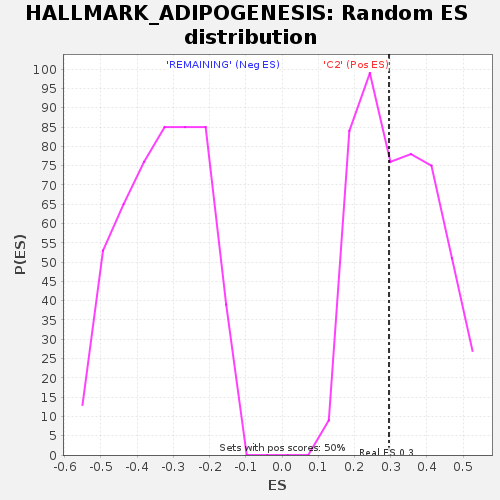 HALLMARK_ADIPOGENESIS: Random ES
distribution
'REMAINING' (Neg ES)
'C2' (Pos ES)
P(ES)
100
95
90
85
80
75
70
65
60
55
50
45
40
35
30
25
20
15
10
5
0
Sets with pos scores: 50%
Real ES 0.3
-0.6 -0.5 -0.4 -0.3 -0.2 -0.1 0.0 0.1 0.2 0.3 0.4 0.5
ES